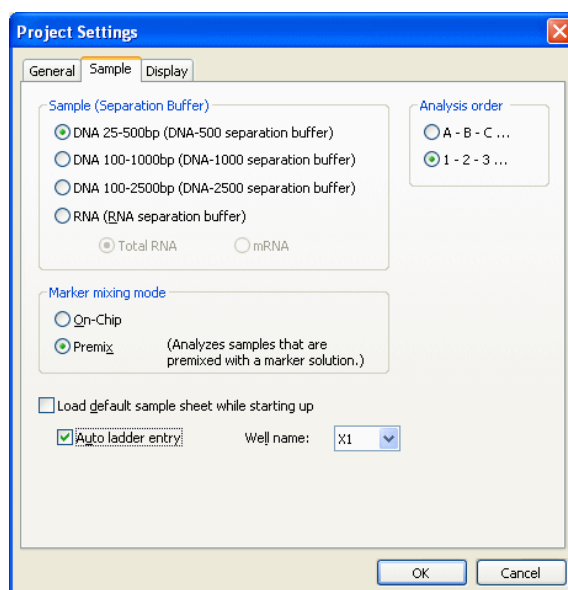 Project Settings
General Sample Display
Sample (Separation Buffer)
DNA 25-500bp (DNA-500 separation buffer)
DNA 100-1000bp (DNA-1000 separation buffer)
DNA 100-2500bp (DNA-2500 separation buffer)
RNA (RNA separation buffer)
Total RNA mRNA
Analysis order
A - B - C ...
1 - 2 - 3 ...
Marker mixing mode
On-Chip
Premix (Analyzes samples that are
premixed with a marker solution.)
Load default sample sheet while starting up
Auto ladder entry Well name: X1
OK Cancel